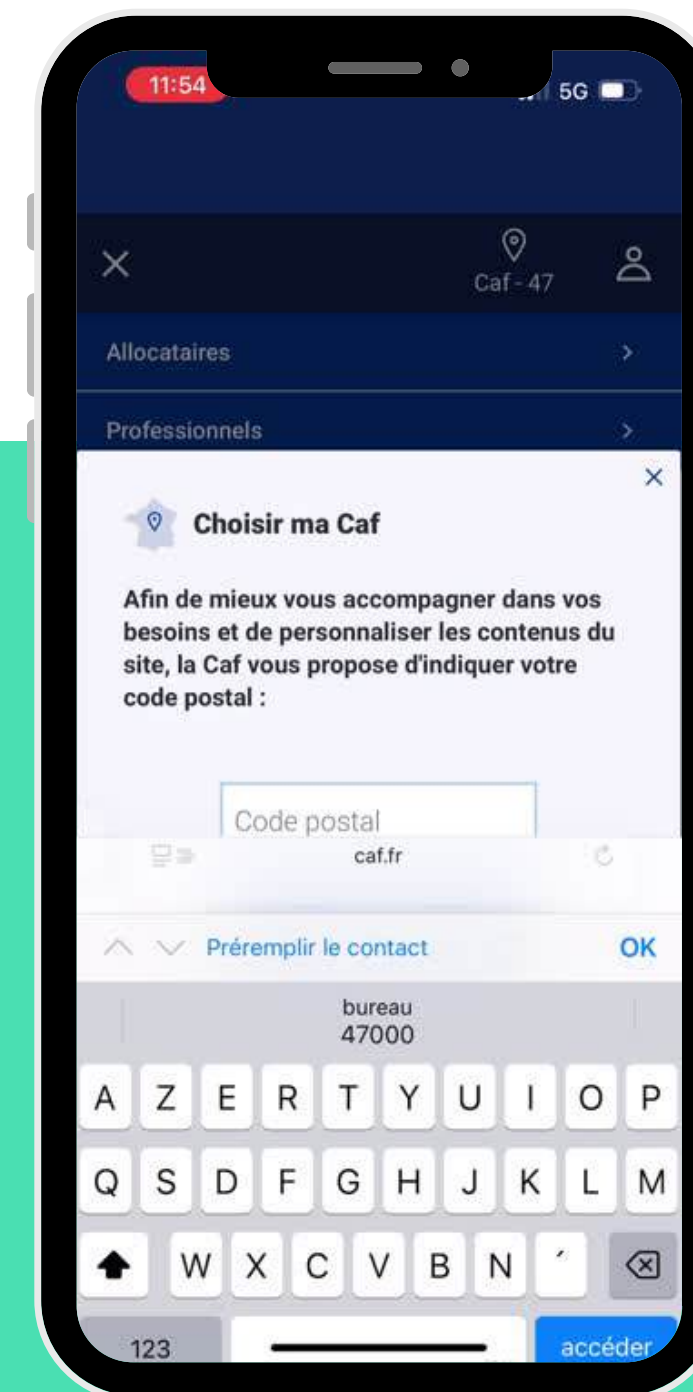 11:54
5G
Caf - 47
Allocataires
Professionnels
Choisir ma Caf
Afin de mieux vous accompagner dans vos
besoins et de personnaliser les contenus du
site, la Caf vous propose d'indiquer votre
code postal :
Code postal
caf.fr
Préremplir le contact OK
bureau
47000
A Z E R T Y U I O P
Q S D F G H J K L M
W X C V B N ´
123 accéder